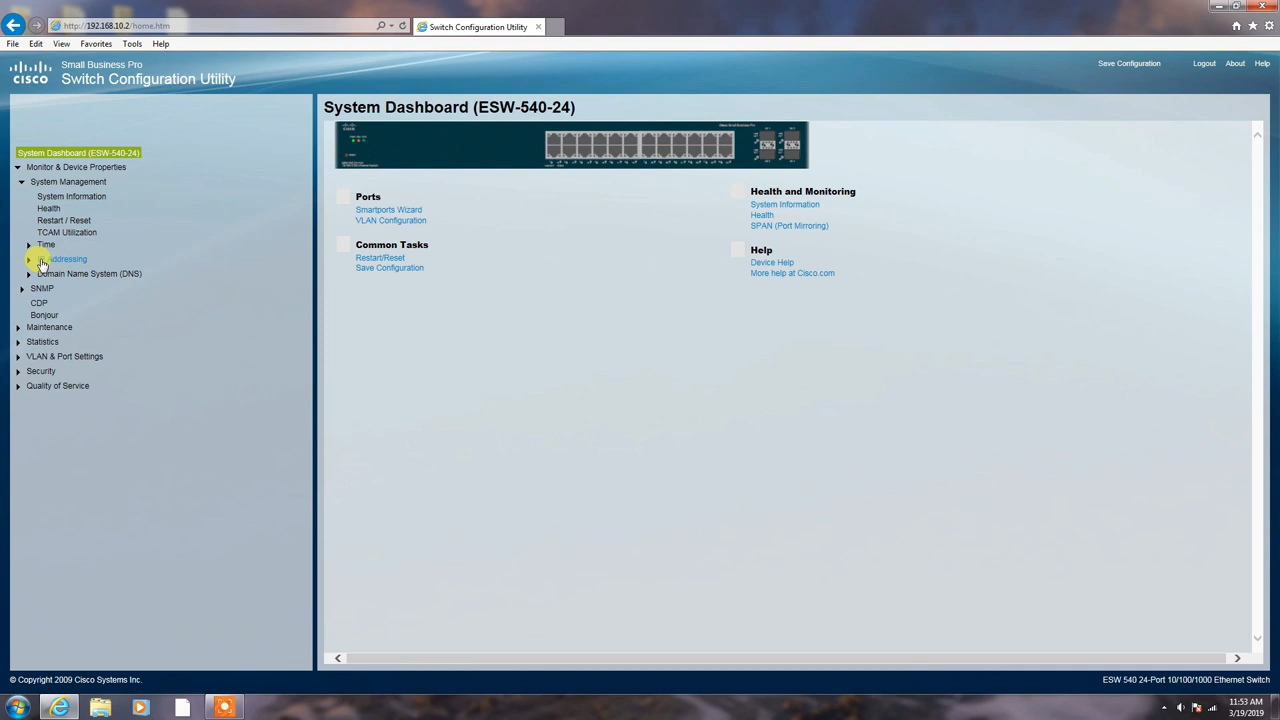 http://192.168.10.2/home.htm
Switch Configuration Utility
File Edit View Favorites Tools Help
Small Business Pro
cisco Switch Configuration Utility
Save Configuration Logout About Help
System Dashboard (ESW-540-24)
Monitor & Device Properties
System Management
System Information
Health
Restart / Reset
TCAM Utilization
Time
Addressing
Domain Name System (DNS)
SNMP
CDP
Bonjour
Maintenance
Statistics
VLAN & Port Settings
Security
Quality of Service
System Dashboard (ESW-540-24)
Ports
Smartports Wizard
VLAN Configuration
Common Tasks
Restart/Reset
Save Configuration
Health and Monitoring
System Information
Health
SPAN (Port Mirroring)
Help
Device Help
More help at Cisco.com
© Copyright 2009 Cisco Systems Inc.
ESW 540 24-Port 10/100/1000 Ethernet Switch
11:53 AM
3/19/2019